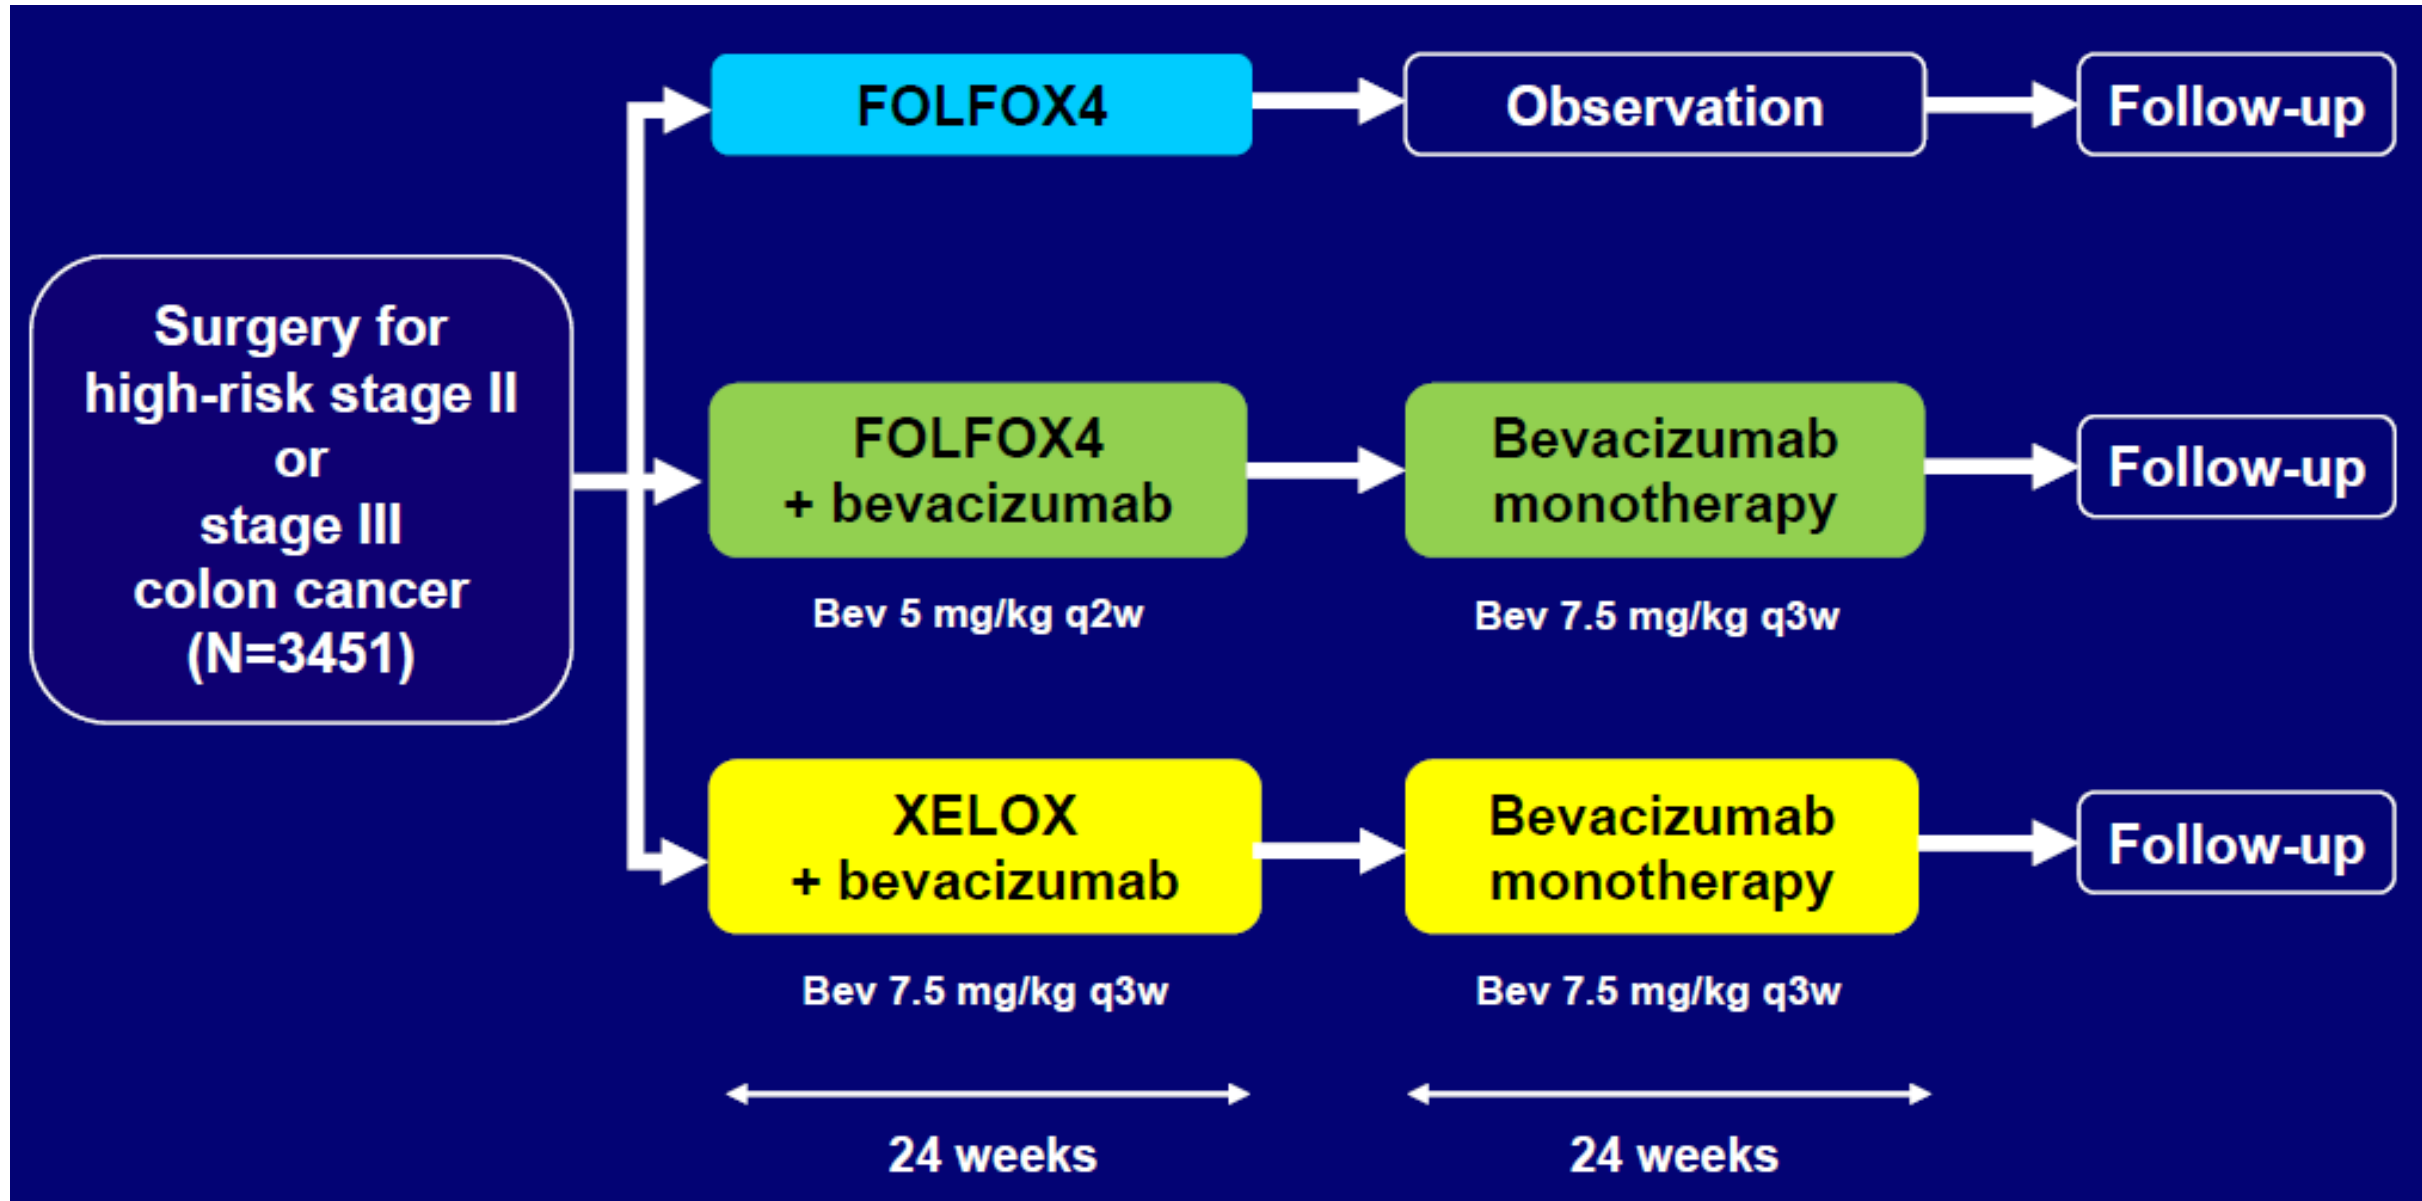 Surgery for
high-risk stage II
or
stage III
colon cancer
(N=3451)
FOLFOX4
Observation
Follow-up
FOLFOX4
+ bevacizumab
Bev 5 mg/kg q2w
Bevacizumab
monotherapy
Bev 7.5 mg/kg q3w
Follow-up
XELOX
+ bevacizumab
Bev 7.5 mg/kg q3w
Bevacizumab
monotherapy
Bev 7.5 mg/kg q3w
Follow-up
24 weeks
24 weeks